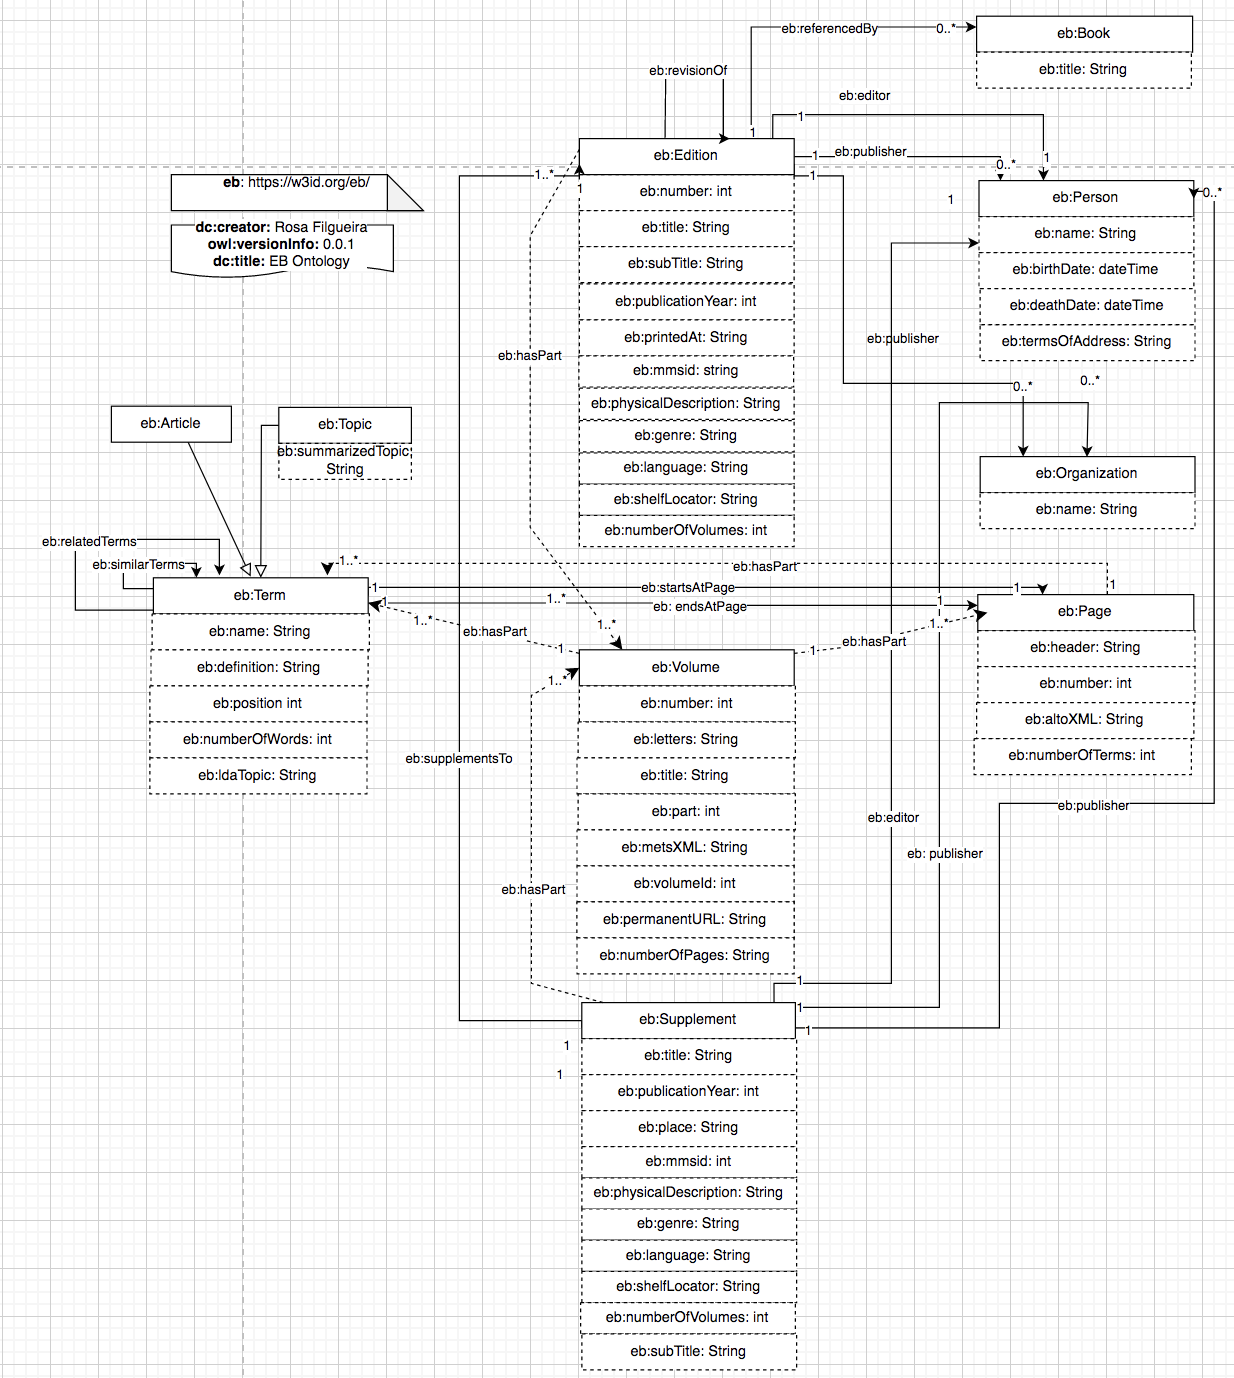 eb:referencedBy
0..*
eb:Book
eb:title: String
eb:revisionOf
1
eb:editor
1
eb:Edition
1
eb:publisher
0..*
1
1..*
1
1
eb:number: int
eb:title: String
eb:subTitle: String
eb:publicationYear: int
eb:printedAt: String
eb:mmsid: string
eb:physicalDescription: String
eb:genre: String
eb:language: String
eb:shelfLocator: String
eb:numberOfVolumes: int
eb: https://w3id.org/eb/
dc:creator: Rosa Filgueira
owl:versionInfo: 0.0.1
dc:title: EB Ontology
1
eb:Person
0..*
eb:name: String
eb:birthDate: dateTime
eb:deathDate: dateTime
eb:termsOfAddress: String
eb:publisher
eb:hasPart
0..*
0..*
eb:Organization
eb:name: String
eb:Article
eb:Topic
eb:summarizedTopic:
String
eb:relatedTerms
eb:similarTerms
1..*
eb:hasPart
1
eb:Term
1
eb:startsAtPage
1
1
1..*
eb: endsAtPage
1
eb:name: String
eb:definition: String
eb:position int
eb:numberOfWords: int
eb:ldaTopic: String
1..*
eb:hasPart
1
1..*
1
eb:hasPart
1..*
eb:Page
eb:header: String
eb:number: int
eb:altoXML: String
eb:numberOfTerms: int
1..*
eb:Volume
eb:number: int
eb:letters: String
eb:title: String
eb:part: int
eb:metsXML: String
eb:volumeId: int
eb:permanentURL: String
eb:numberOfPages: String
eb:supplementsTo
eb:hasPart
eb:editor
eb: publisher
eb:publisher
1
1
1
eb:Supplement
1
1
eb:title: String
eb:publicationYear: int
eb:place: String
eb:mmsid: int
eb:physicalDescription: String
eb:genre: String
eb:language: String
eb:shelfLocator: String
eb:numberOfVolumes: int
eb:subTitle: String